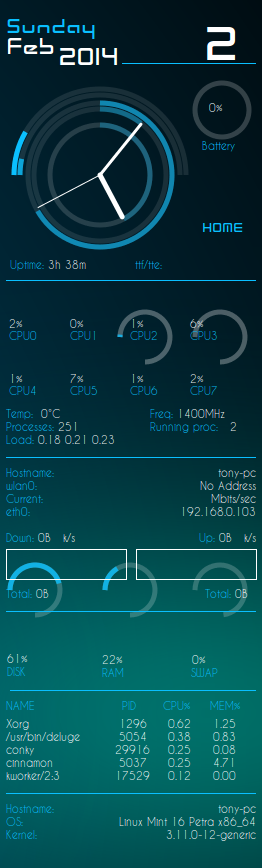 Sunday
Feb 2014 2
0%
Battery
HOME
Uptime: 3h 38m ttf/tte:
2% 0% 1% 6%
CPU0 CPU1 CPU2 CPU3
1% 7% 1% 2%
CPU4 CPU5 CPU6 CPU7
Temp: 0°C Freq: 1400MHz
Processes: 251 Running proc: 2
Load: 0.18 0.21 0.23
Hostname: tony-pc
wlan0: No Address
Current: Mbits/sec
eth0: 192.168.0.103
Down: 0B k/s Up: 0B k/s
Total: 0B Total: 0B
61% 22% 0%
DISK RAM SWAP
NAME PID CPU% MEM%
Xorg 1296 0.62 1.25
/usr/bin/deluge 5054 0.38 0.83
conky 29916 0.25 0.08
cinnamon 5037 0.25 4.71
kworker/2:3 17529 0.12 0.00
Hostname: tony-pc
OS: Linux Mint 16 Petra x86_64
Kernel: 3.11.0-12-generic